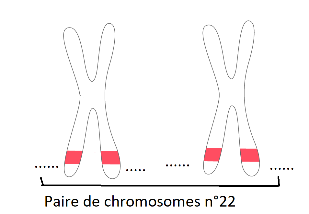 ...... ..... ...... ......
Paire de chromosomes n°22